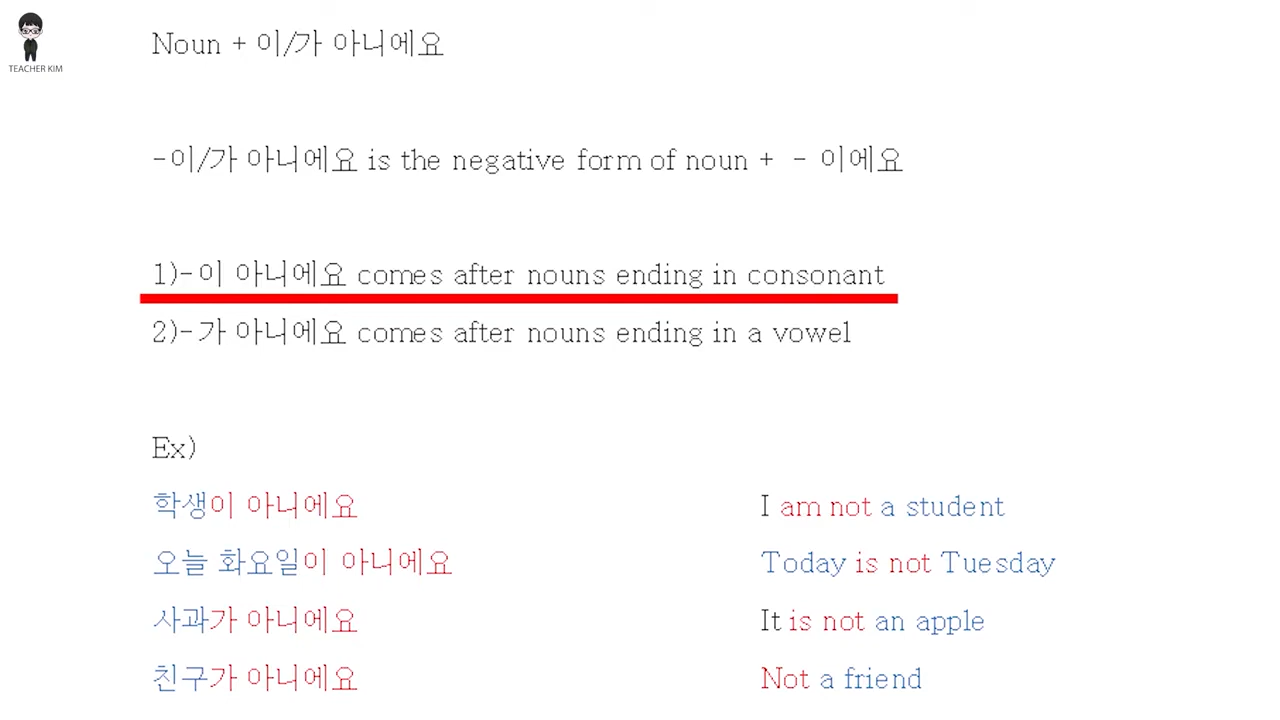 TEACHER KIM
Noun + 이/가 아니에요
-이/가 아니에요 is the negative form of noun + - 이에요
1)-이 아니에요 comes after nouns ending in consonant
2)-가 아니에요 comes after nouns ending in a vowel
Ex)
학생이 아니에요 I am not a student
오늘 화요일이 아니에요 Today is not Tuesday
사과가 아니에요 It is not an apple
친구가 아니에요 Not a friend